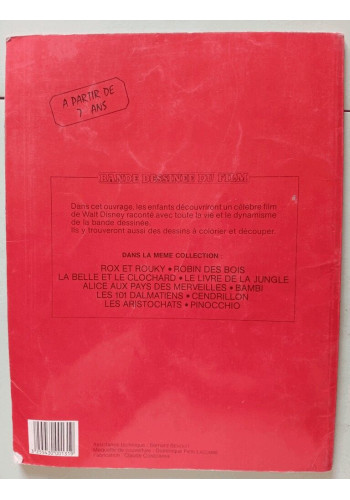 A PARTIR DE
7 ANS
BANDE DESSINEE DU FILM
Dans cet ouvrage, les enfants découvriront un célèbre film
de Walt Disney raconté avec toute la vie et le dynamisme
de la bande dessinée.
Ils y trouveront aussi des dessins à colorier et découper.
DANS LA MEME COLLECTION :
ROX ET ROUKY • ROBIN DES BOIS
LA BELLE ET LE CLOCHARD • LE LIVRE DE LA JUNGLE
ALICE AUX PAYS DES MERVEILLES • BAMBI
LES 101 DALMATIENS • CENDRILLON
LES ARISTOCHATS • PINOCCHIO